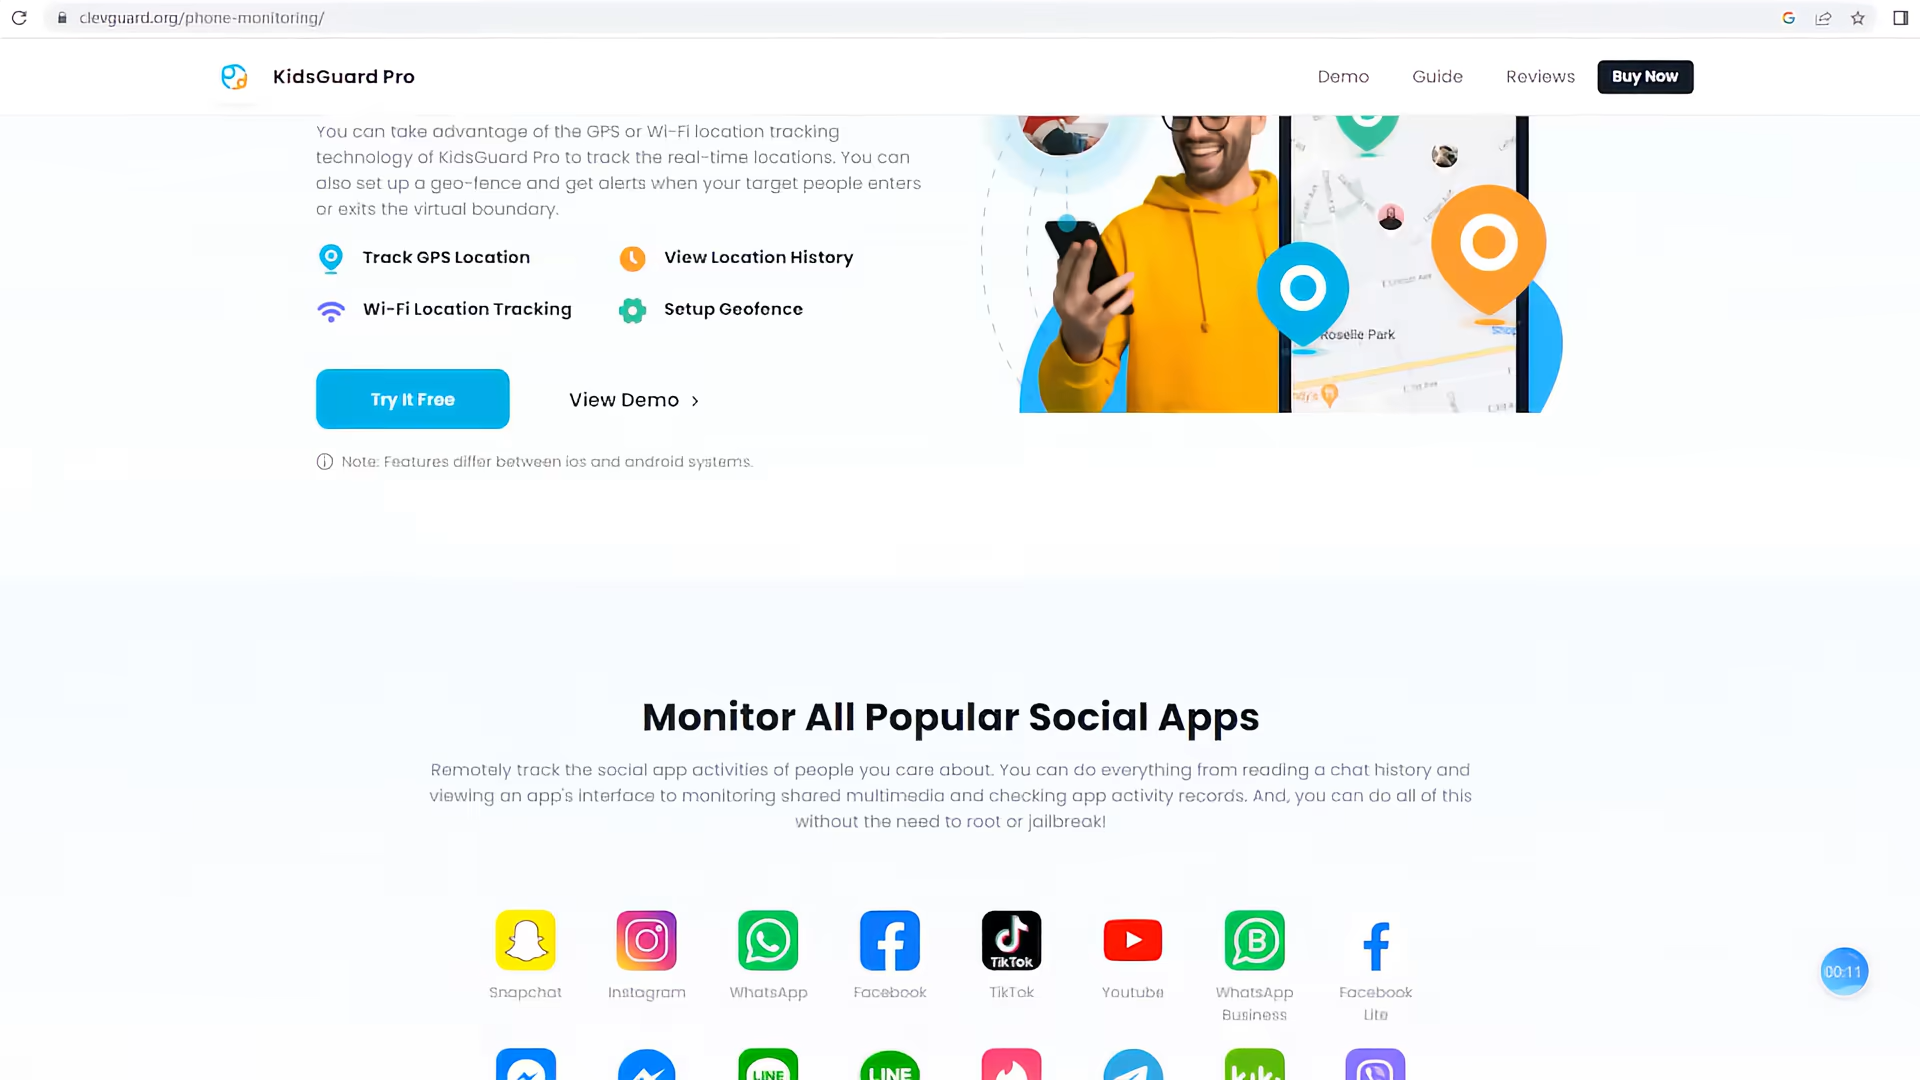 clevguard.org/phone-monitoring/
KidsGuard Pro
Demo
Guide
Reviews
Buy Now
You can take advantage of the GPS or Wi-Fi location tracking
technology of KidsGuard Pro to track the real-time locations. You can
also set up a geo-fence and get alerts when your target people enters
or exits the virtual boundary.
Track GPS Location
View Location History
Wi-Fi Location Tracking
Setup Geofence
Roselle Park
Try It Free
View Demo
Note: Features differ between ios and android systems.
Monitor All Popular Social Apps
Remotely track the social app activities of people you care about. You can do everything from reading a chat history and
viewing an app's interface to monitoring shared multimedia and checking app activity records. And, you can do all of this
without the need to root or jailbreak!
TikTok
B
Snapchat
Instagram
WhatsApp
Facebook
TikTok
Youtube
WhatsApp
Business
Facebook
Lite
00:11
LINE
LINE